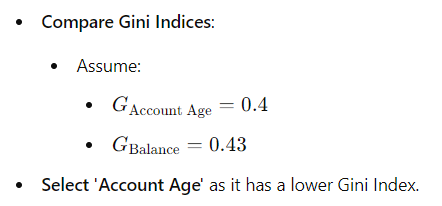 • Compare Gini Indices:
• Assume:
• G_Account Age = 0.4
• G_Balance = 0.43
• Select 'Account Age' as it has a lower Gini Index.